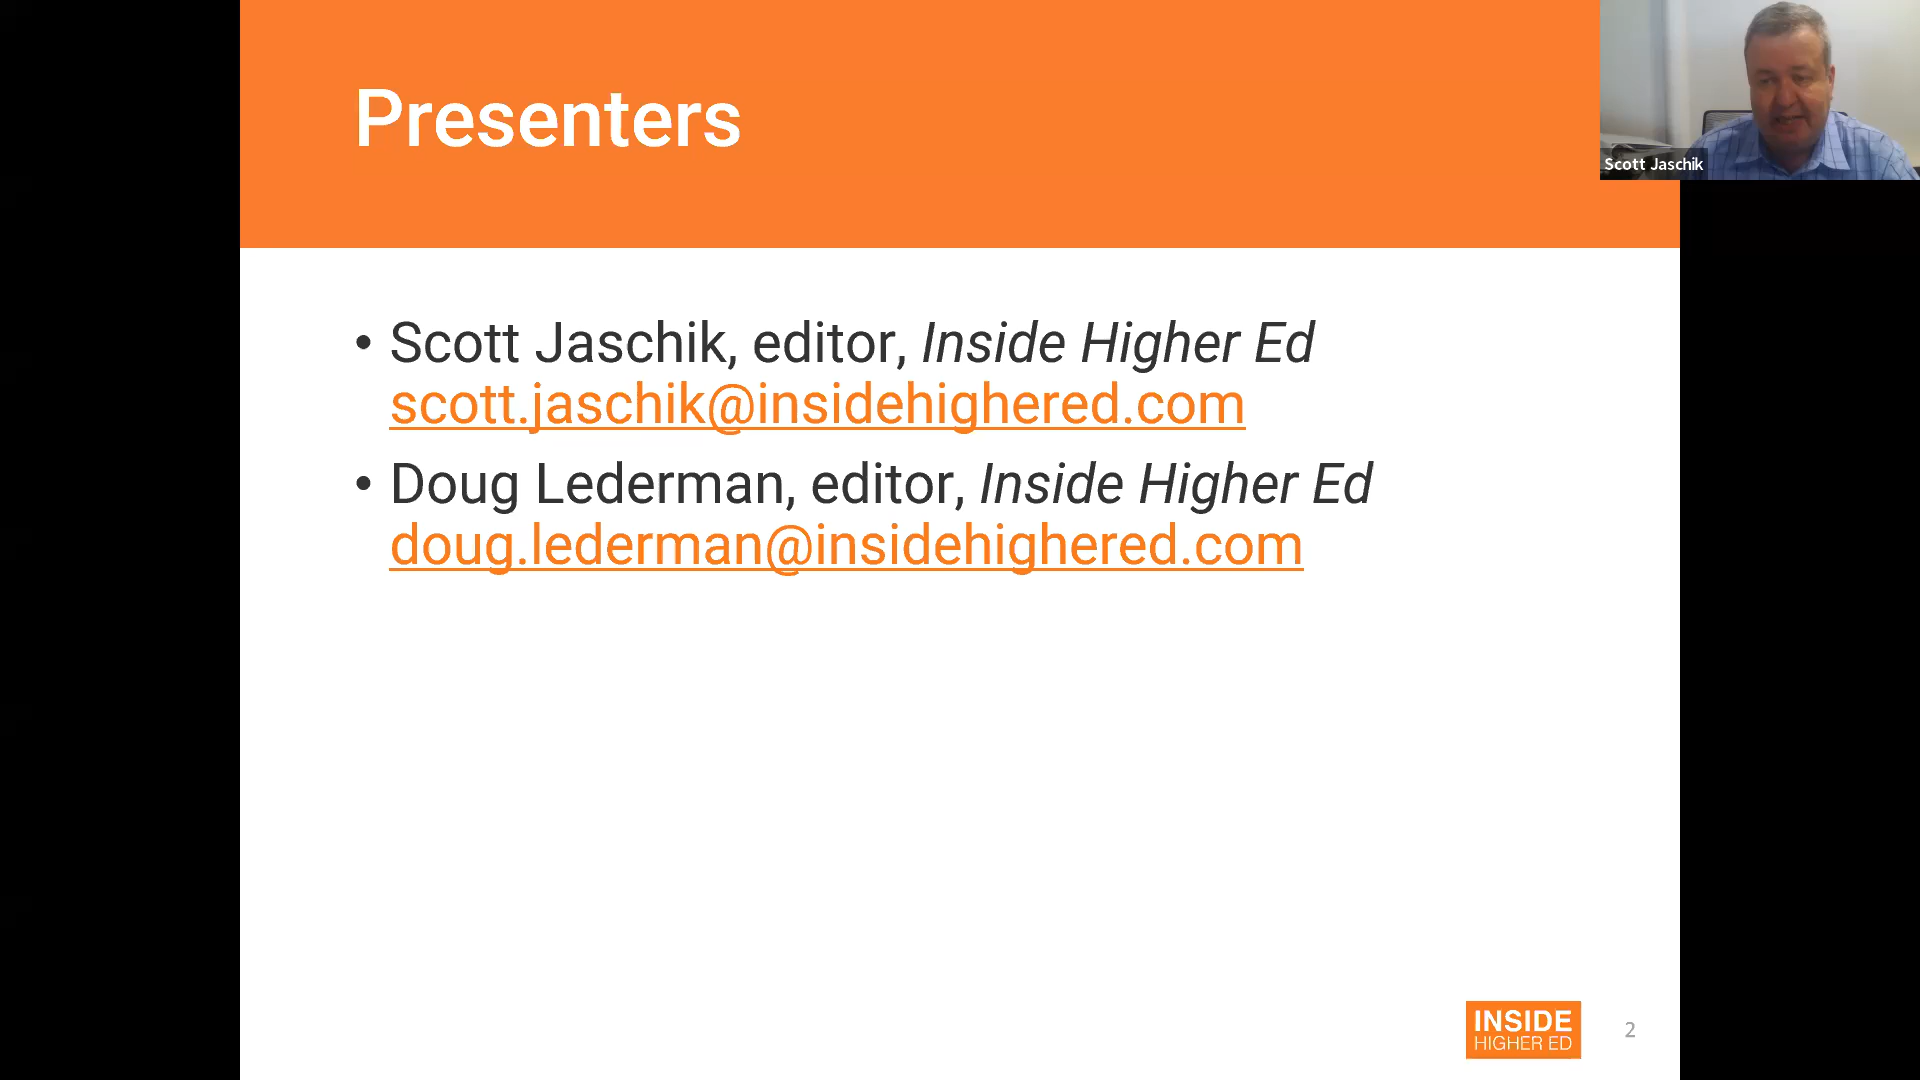 Presenters
Scott Jaschik
• Scott Jaschik, editor, Inside Higher Ed
scott.jaschik@insidehighered.com
• Doug Lederman, editor, Inside Higher Ed
doug.lederman@insidehighered.com
INSIDE
HIGHER ED
2